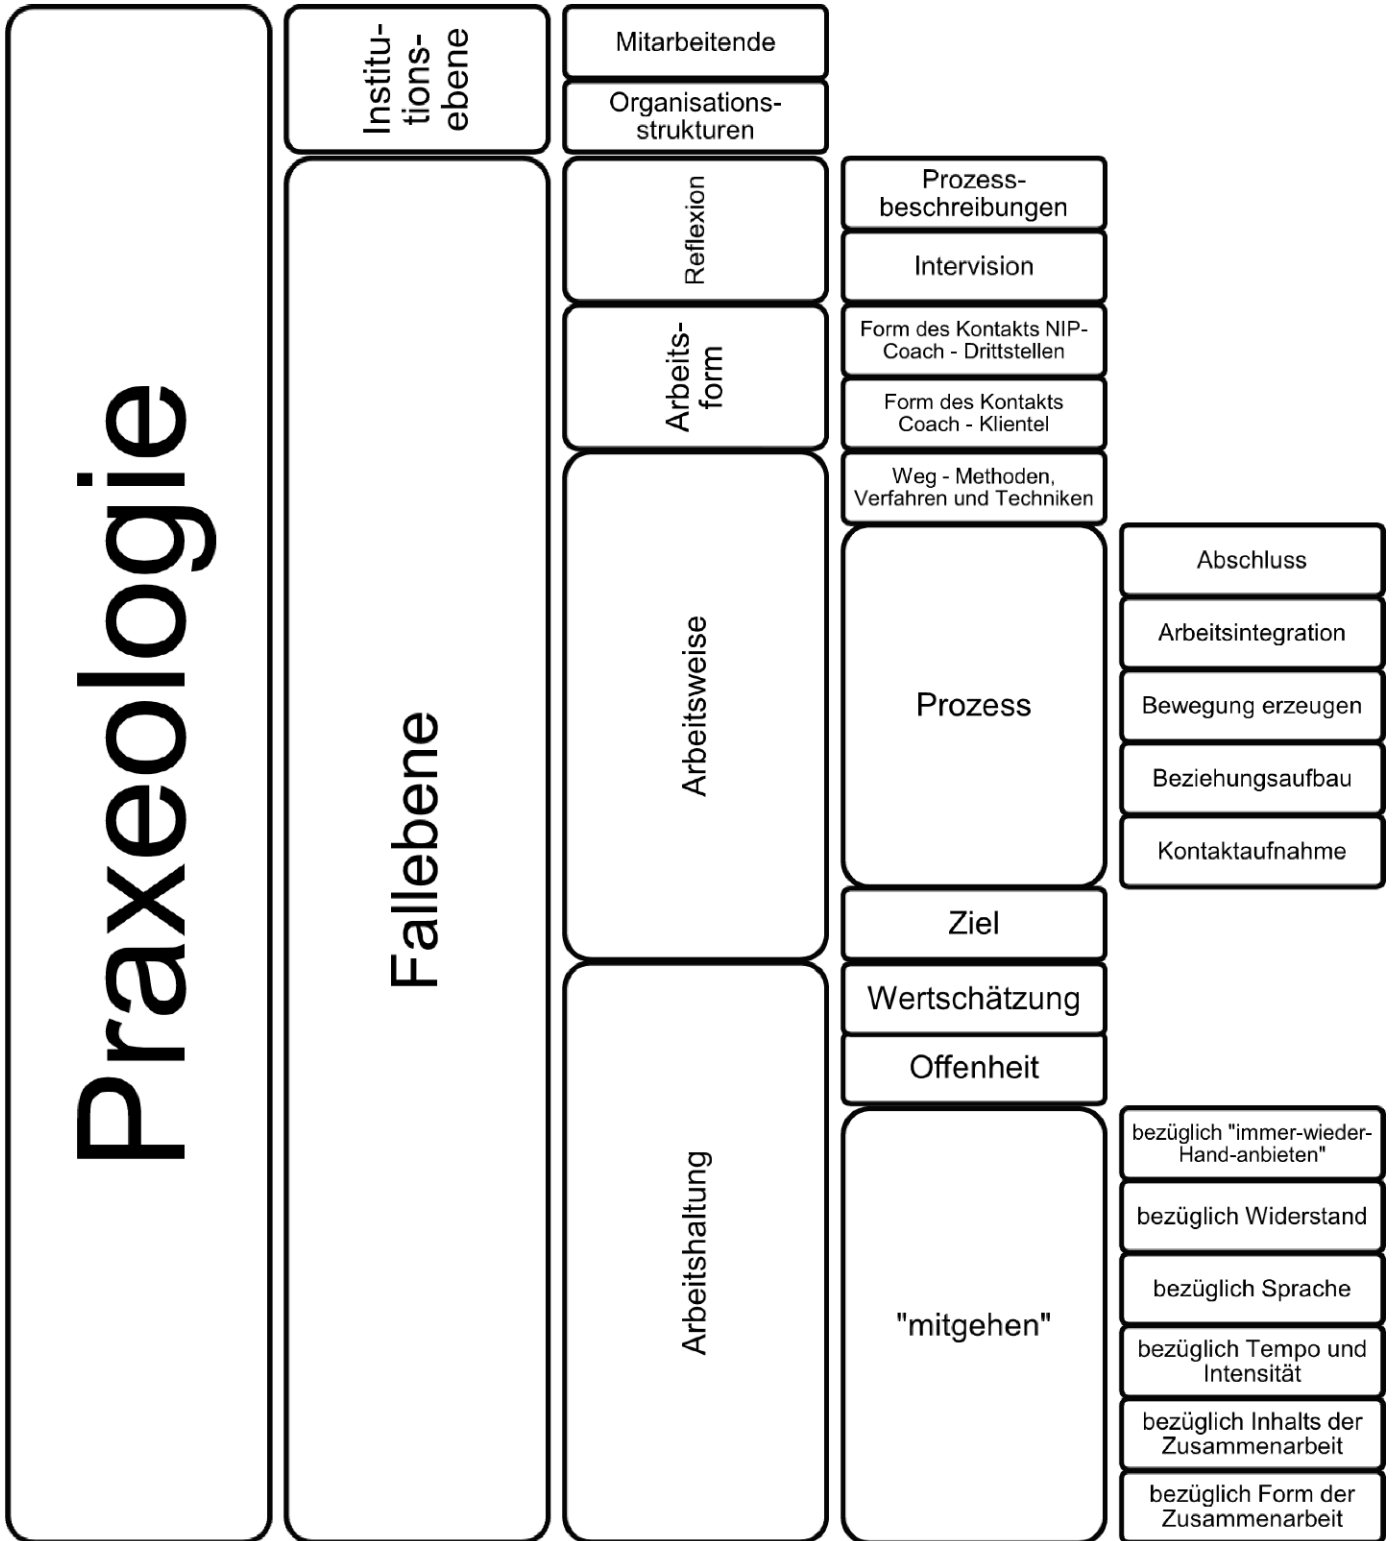 Praxeologie
Institu-
tions-
ebene
Mitarbeitende
Organisations-
strukturen
Fallebene
Reflexion
Prozess-
beschreibungen
Intervision
Arbeits-
form
Form des Kontakts NIP-
Coach - Drittstellen
Form des Kontakts
Coach - Klientel
Arbeitsweise
Weg - Methoden,
Verfahren und Techniken
Prozess
Abschluss
Arbeitsintegration
Bewegung erzeugen
Beziehungsaufbau
Kontaktaufnahme
Ziel
Arbeitshaltung
Wertschätzung
Offenheit
"mitgehen"
bezüglich "immer-wieder-
Hand-anbieten"
bezüglich Widerstand
bezüglich Sprache
bezüglich Tempo und
Intensität
bezüglich Inhalts der
Zusammenarbeit
bezüglich Form der
Zusammenarbeit